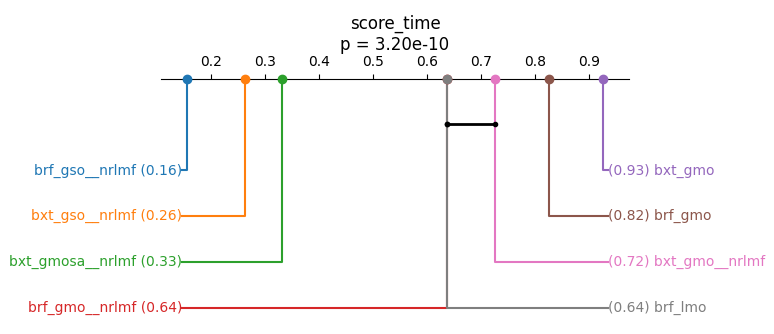 score_time
p = 3.20e-10
0.2 0.3 0.4 0.5 0.6 0.7 0.8 0.9
brf_gso__nrlmf (0.16) (0.93) bxt_gmo
bxt_gso__nrlmf (0.26) (0.82) brf_gmo
bxt_gmosa__nrlmf (0.33) (0.72) bxt_gmo__nrlmf
brf_gmo__nrlmf (0.64) (0.64) brf_lmo